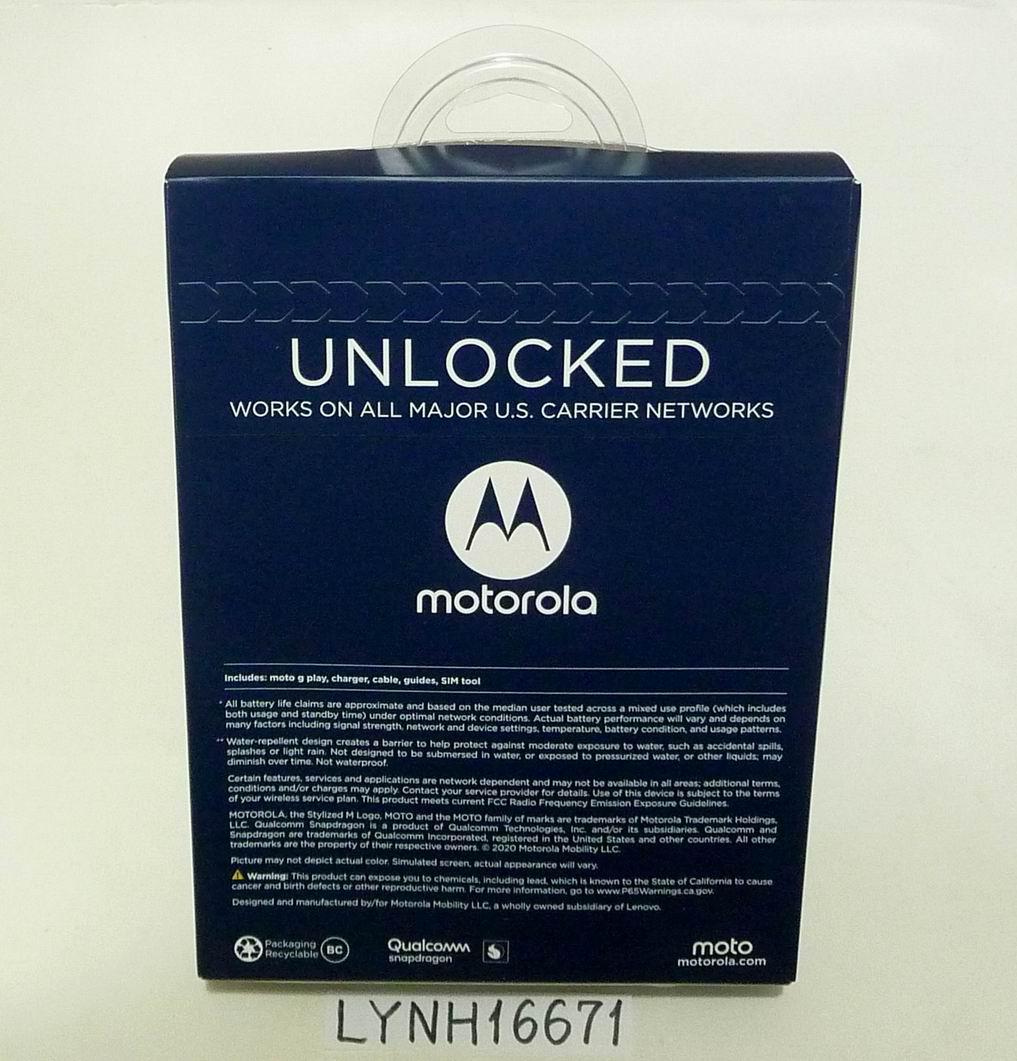 UNLOCKED
WORKS ON ALL MAJOR U.S. CARRIER NETWORKS
motorola
Includes: moto g play, charger, cable, guides, SIM tool
* All battery life claims are approximate and based on the median user tested across a mixed use profile (which includes
both usage and standby time) under optimal network conditions. Actual battery performance will vary and depends on
many factors including signal strength, network and device settings, temperature, battery condition, and usage patterns.
** Water-repellent design creates a barrier to help protect against moderate exposure to water, such as accidental spills,
splashes or light rain. Not designed to be submersed in water, or exposed to pressurized water, or other liquids; may
diminish over time. Not waterproof.
Certain features, services and applications are network dependent and may not be available in all areas; additional terms,
conditions and/or charges may apply. Contact your service provider for details. Use of this device is subject to the terms
of your wireless service plan. This product meets current FCC Radio Frequency Emission Exposure Guidelines.
MOTOROLA, the Stylized M Logo, MOTO and the MOTO family of marks are trademarks of Motorola Trademark Holdings,
LLC. Qualcomm Snapdragon is a product of Qualcomm Technologies, Inc. and/or its subsidiaries. Qualcomm and
Snapdragon are trademarks of Qualcomm Incorporated, registered in the United States and other countries. All other
trademarks are the property of their respective owners. © 2020 Motorola Mobility LLC.
Picture may not depict actual color. Simulated screen, actual appearance will vary.
⚠ Warning: This product can expose you to chemicals, including lead, which is known to the State of California to cause
cancer and birth defects or other reproductive harm. For more information, go to www.P65Warnings.ca.gov.
Designed and manufactured by/for Motorola Mobility LLC, a wholly owned subsidiary of Lenovo.
Packaging
Recyclable
BC
Qualcomm
snapdragon
moto
motorola.com
LYNH16671